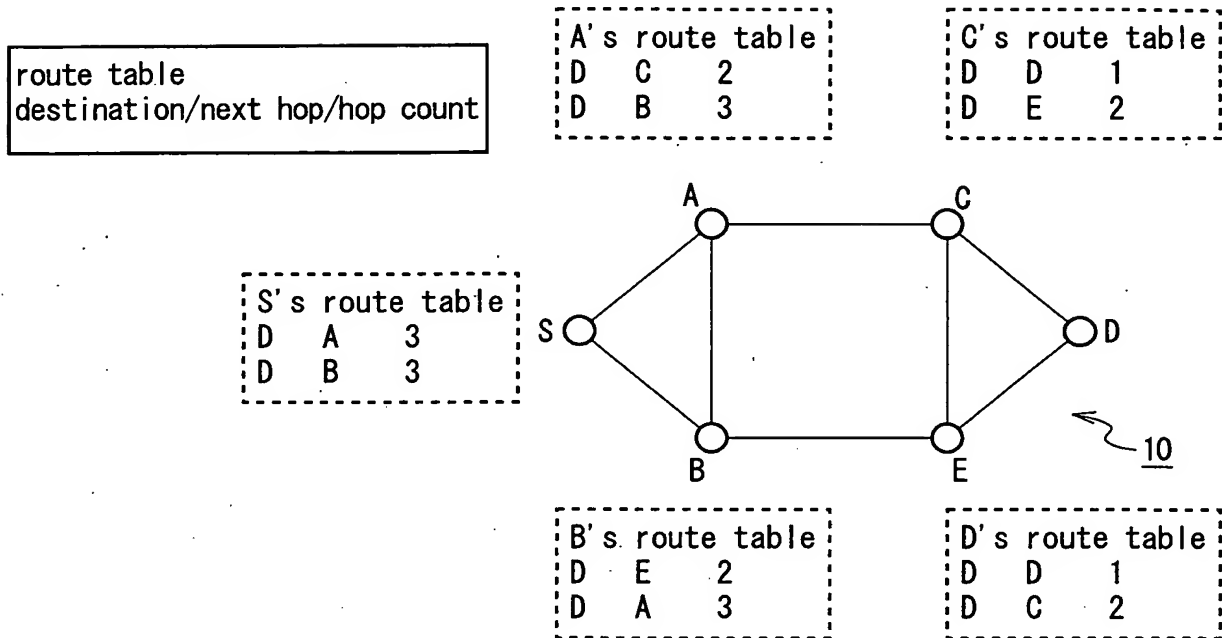 route table
destination/next hop/hop count
A's route table
D C 2
D B 3
C's route table
D D 1
D E 2
A
C
S's route table
D A 3
D B 3
S
D
B
E
10
B's route table
D E 2
D A 3
D's route table
D D 1
D C 2